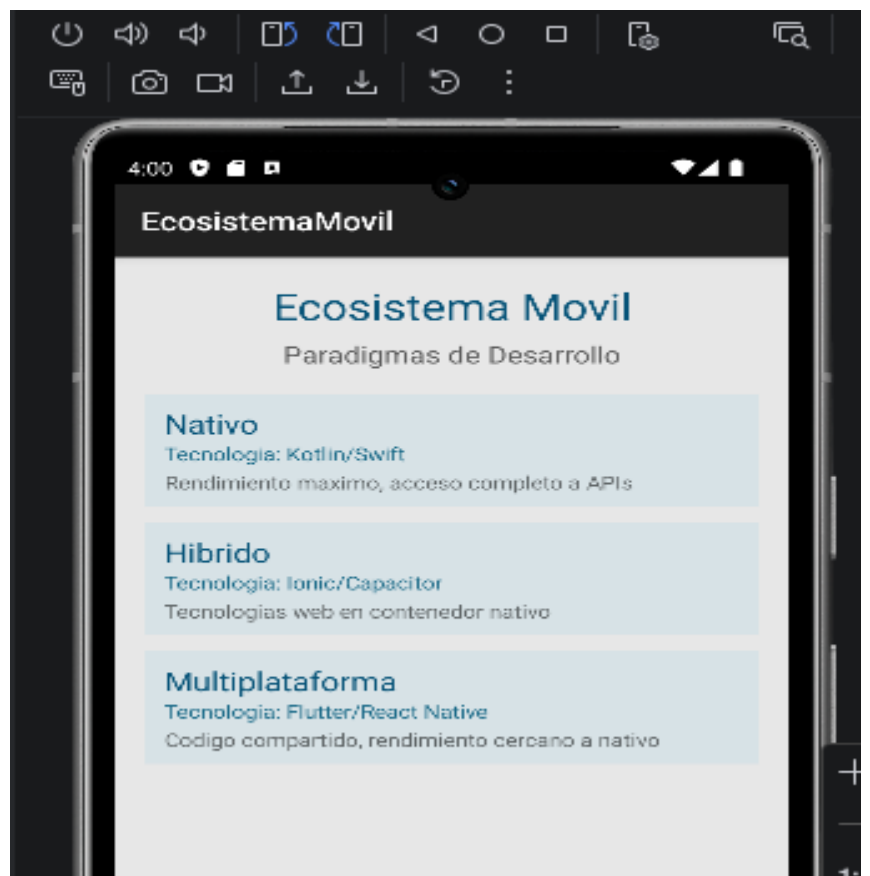 4:00
EcosistemaMovil
Ecosistema Movil
Paradigmas de Desarrollo
Nativo
Tecnologia: Kotlin/Swift
Rendimiento maximo, acceso completo a APIs
Hibrido
Tecnologia: Ionic/Capacitor
Tecnologias web en contenedor nativo
Multiplataforma
Tecnologia: Flutter/React Native
Codigo compartido, rendimiento cercano a nativo